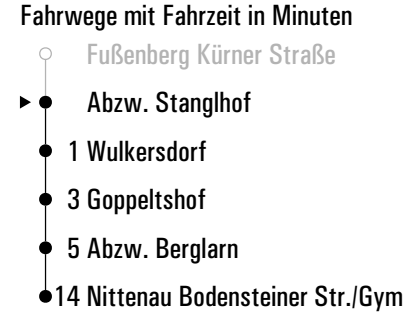 Fahrwege mit Fahrzeit in Minuten
Fußenberg Kürner Straße
Abzw. Stanglhof
1 Wulkersdorf
3 Goppeltshof
5 Abzw. Berglarn
14 Nittenau Bodensteiner Str./Gym